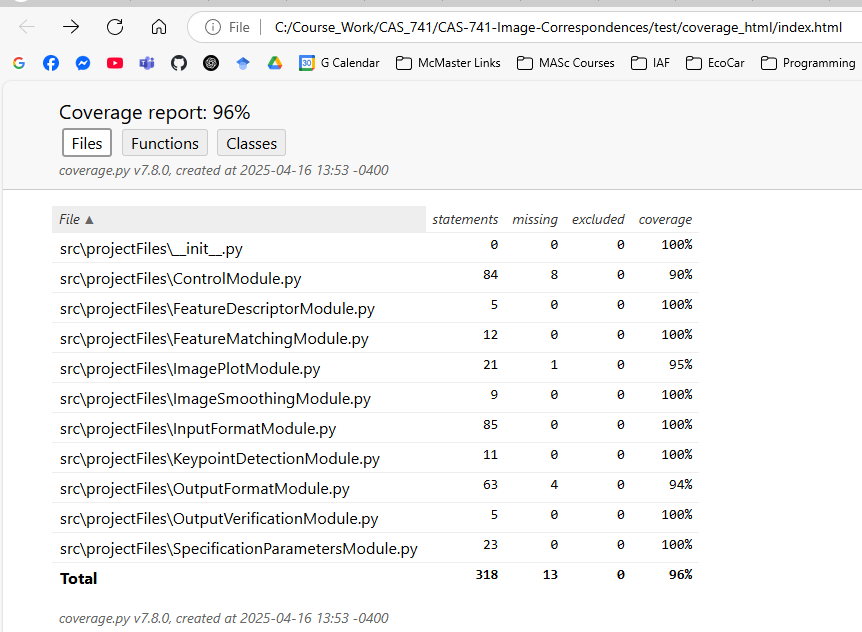 File C:/Course_Work/CAS_741/CAS-741-Image-Correspondences/test/coverage_html/index.html
G 30 G Calendar McMaster Links MASc Courses IAF EcoCar Programming
Coverage report: 96%
Files Functions Classes
coverage.py v7.8.0, created at 2025-04-16 13:53 -0400
File ▲ statements missing excluded coverage
src\projectFiles\__init__.py 0 0 0 100%
src\projectFiles\ControlModule.py 84 8 0 90%
src\projectFiles\FeatureDescriptorModule.py 5 0 0 100%
src\projectFiles\FeatureMatchingModule.py 12 0 0 100%
src\projectFiles\ImagePlotModule.py 21 1 0 95%
src\projectFiles\ImageSmoothingModule.py 9 0 0 100%
src\projectFiles\InputFormatModule.py 85 0 0 100%
src\projectFiles\KeypointDetectionModule.py 11 0 0 100%
src\projectFiles\OutputFormatModule.py 63 4 0 94%
src\projectFiles\OutputVerificationModule.py 5 0 0 100%
src\projectFiles\SpecificationParametersModule.py 23 0 0 100%
Total 318 13 0 96%
coverage.py v7.8.0, created at 2025-04-16 13:53 -0400